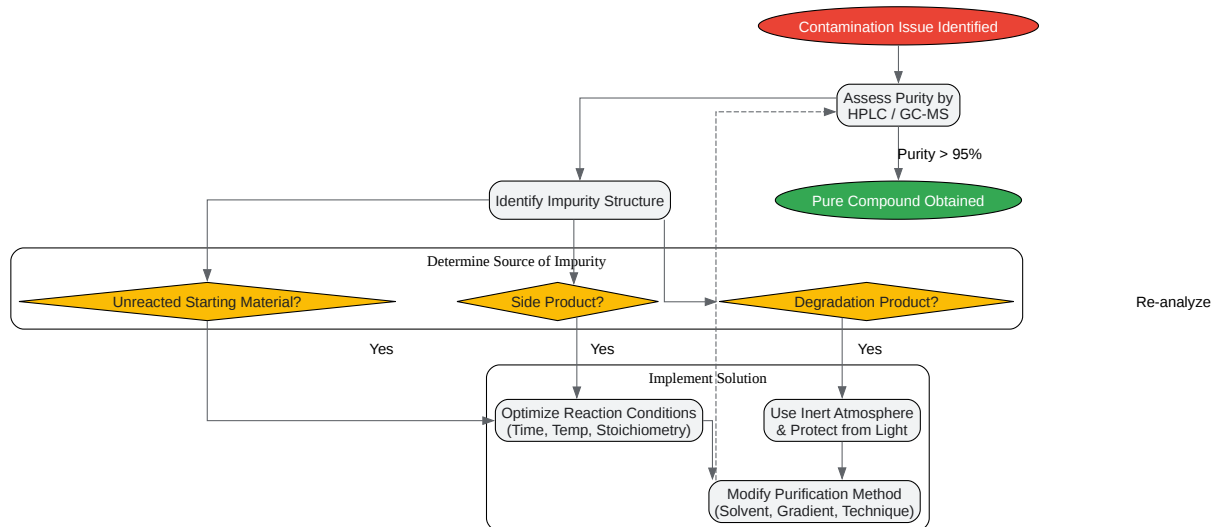 Contamination Issue Identified
Assess Purity by
HPLC / GC-MS
Purity > 95%
Identify Impurity Structure
Pure Compound Obtained
Determine Source of Impurity
Unreacted Starting Material?
Side Product?
Degradation Product?
Re-analyze
Yes
Yes
Yes
Implement Solution
Optimize Reaction Conditions
(Time, Temp, Stoichiometry)
Use Inert Atmosphere
& Protect from Light
Modify Purification Method
(Solvent, Gradient, Technique)